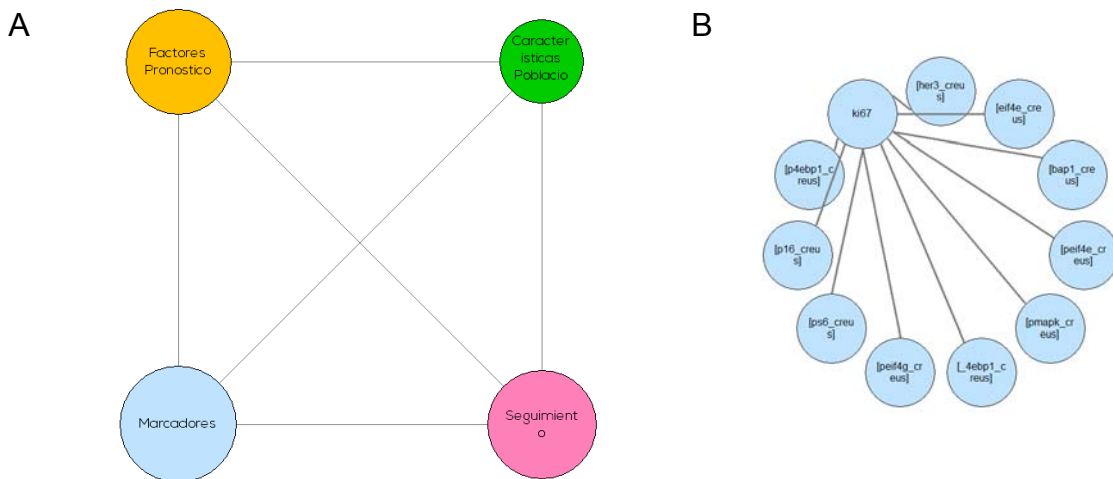 A
Factores
Pronostico
Caracter
isticas
Poblacio
Marcadores
Seguimient
o
B
ki67
[her3_creu
s]
[eif4e_cre
us]
[bap1_cre
us]
[peif4e_cr
eus]
[pmapk_cr
eus]
[_4ebp1_c
reus]
[peif4g_cr
eus]
[ps6_creu
s]
[p16_creu
s]
[p4ebp1_c
reus]